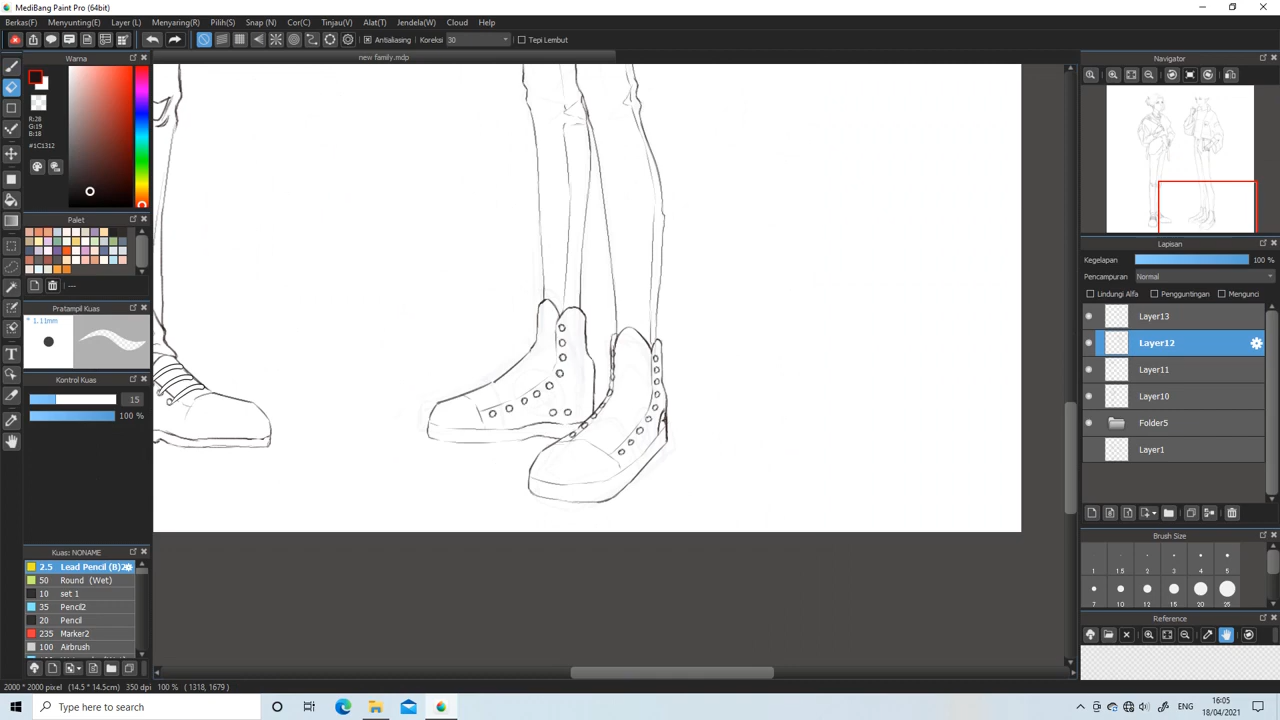 MediBang Paint Pro (64bit)
Berkas(F) Menyunting(E) Layer (L) Menyaring(R) Pilih(S) Snap (N) Cor(C) Tinjau(V) Alat(T) Jendela(W) Cloud Help
Antialiasing Koreksi 30 Tepi Lembut
Warna
new family.mdp
Navigator
R:28
G:19
B:18
#1C1312
Palet
---
Pratampil Kuas
1.11mm
Kontrol Kuas
15
100 %
Lapisan
Kegelapan 100 %
Pencampuran Normal
Lindungi Alfa Penggutingan Mengunci
Layer13
Layer12
Layer11
Layer10
Folder5
Layer1
Kuas: NONAME
2.5 Lead Pencil (B)2
50 Round (Wet)
10 set 1
35 Pencil2
20 Pencil
235 Marker2
100 Airbrush
Brush Size
1 1.5 2 3 4 5
7 10 12 15 20 25
Reference
2000 * 2000 pixel (14.5 * 14.5cm) 350 dpi 100 % ( 1318, 1679 )
Type here to search
ENG
16:05
18/04/2021